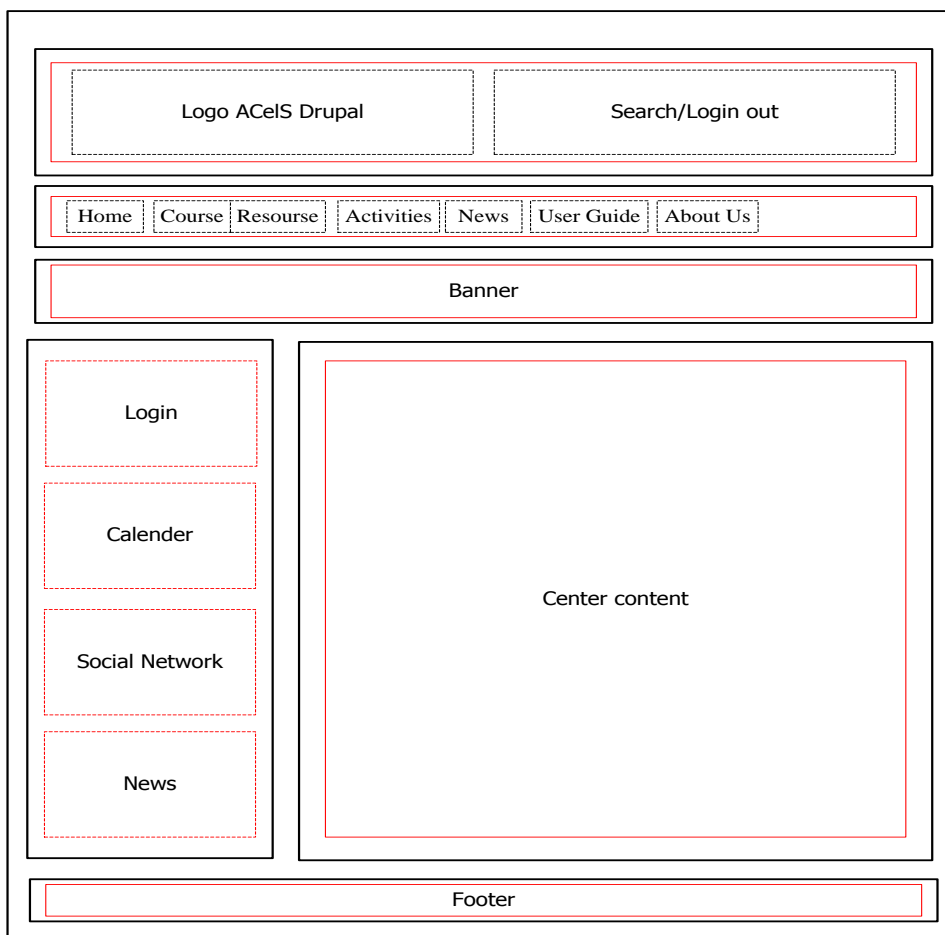 Logo ACelS Drupal
Search/Login out
Home Course Resourse Activities News User Guide About Us
Banner
Login
Calender
Social Network
News
Center content
Footer